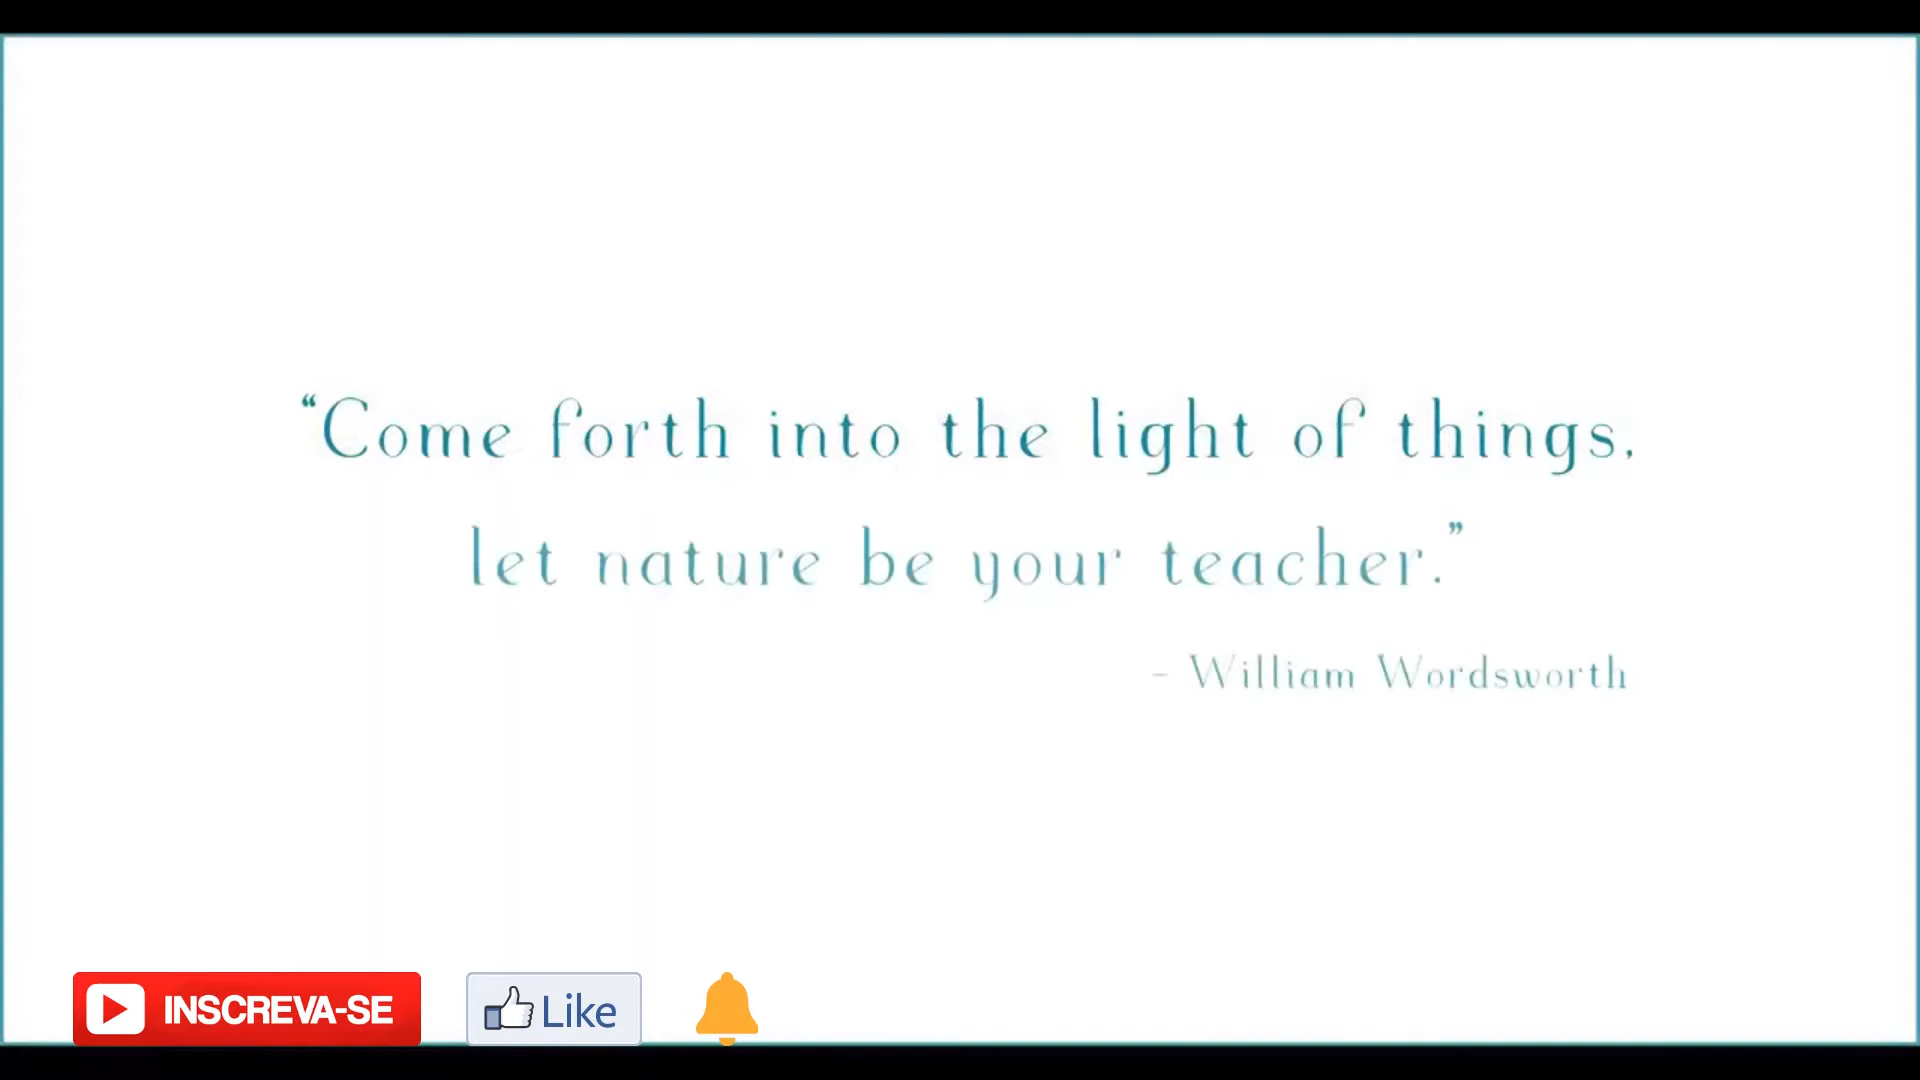 “Come forth into the light of things,
let nature be your teacher.”
- William Wordsworth
INSCREVA-SE
Like